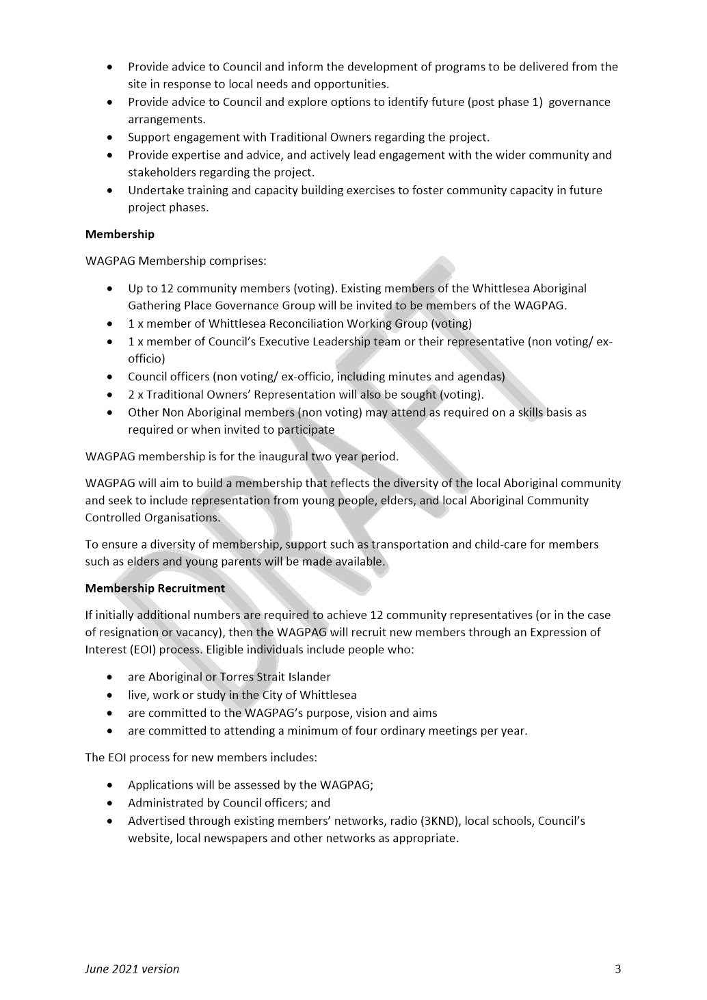 • Provide advice to Council and inform the development of programs to be delivered from the
site in response to local needs and opportunities.
• Provide advice to Council and explore options to identify future (post phase 1)  governance
arrangements.
• Support engagement with Traditional Owners regarding the project.
• Provide expertise and advice, and actively lead engagement with the wider community and
stakeholders regarding the project.
• Undertake training and capacity building exercises to foster community capacity in future
project phases.
Membership
WAGPAG Membership comprises:
• Up to 12 community members (voting). Existing members of the Whittlesea Aboriginal
Gathering Place Governance Group will be invited to be members of the WAGPAG.
• 1 x member of Whittlesea Reconciliation Working Group (voting)
• 1 x member of Council’s Executive Leadership team or their representative (non voting/ ex-
officio)
• Council officers (non voting/ ex-officio, including minutes and agendas)
• 2 x Traditional Owners’ Representation will also be sought (voting).
• Other Non Aboriginal members (non voting) may attend as required on a skills basis as
required or when invited to participate
WAGPAG membership is for the inaugural two year period.
WAGPAG will aim to build a membership that reflects the diversity of the local Aboriginal community
and seek to include representation from young people, elders, and local Aboriginal Community
Controlled Organisations.
To ensure a diversity of membership, support such as transportation and child-care for members
such as elders and young parents will be made available.
Membership Recruitment
If initially additional numbers are required to achieve 12 community representatives (or in the case
of resignation or vacancy), then the WAGPAG will recruit new members through an Expression of
Interest (EOI) process. Eligible individuals include people who:
• are Aboriginal or Torres Strait Islander
• live, work or study in the City of Whittlesea
• are committed to the WAGPAG’s purpose, vision and aims
• are committed to attending a minimum of four ordinary meetings per year.
The EOI process for new members includes:
• Applications will be assessed by the WAGPAG;
• Administrated by Council officers; and
• Advertised through existing members’ networks, radio (3KND), local schools, Council’s
website, local newspapers and other networks as appropriate.
June 2021 version 3
DRAFT